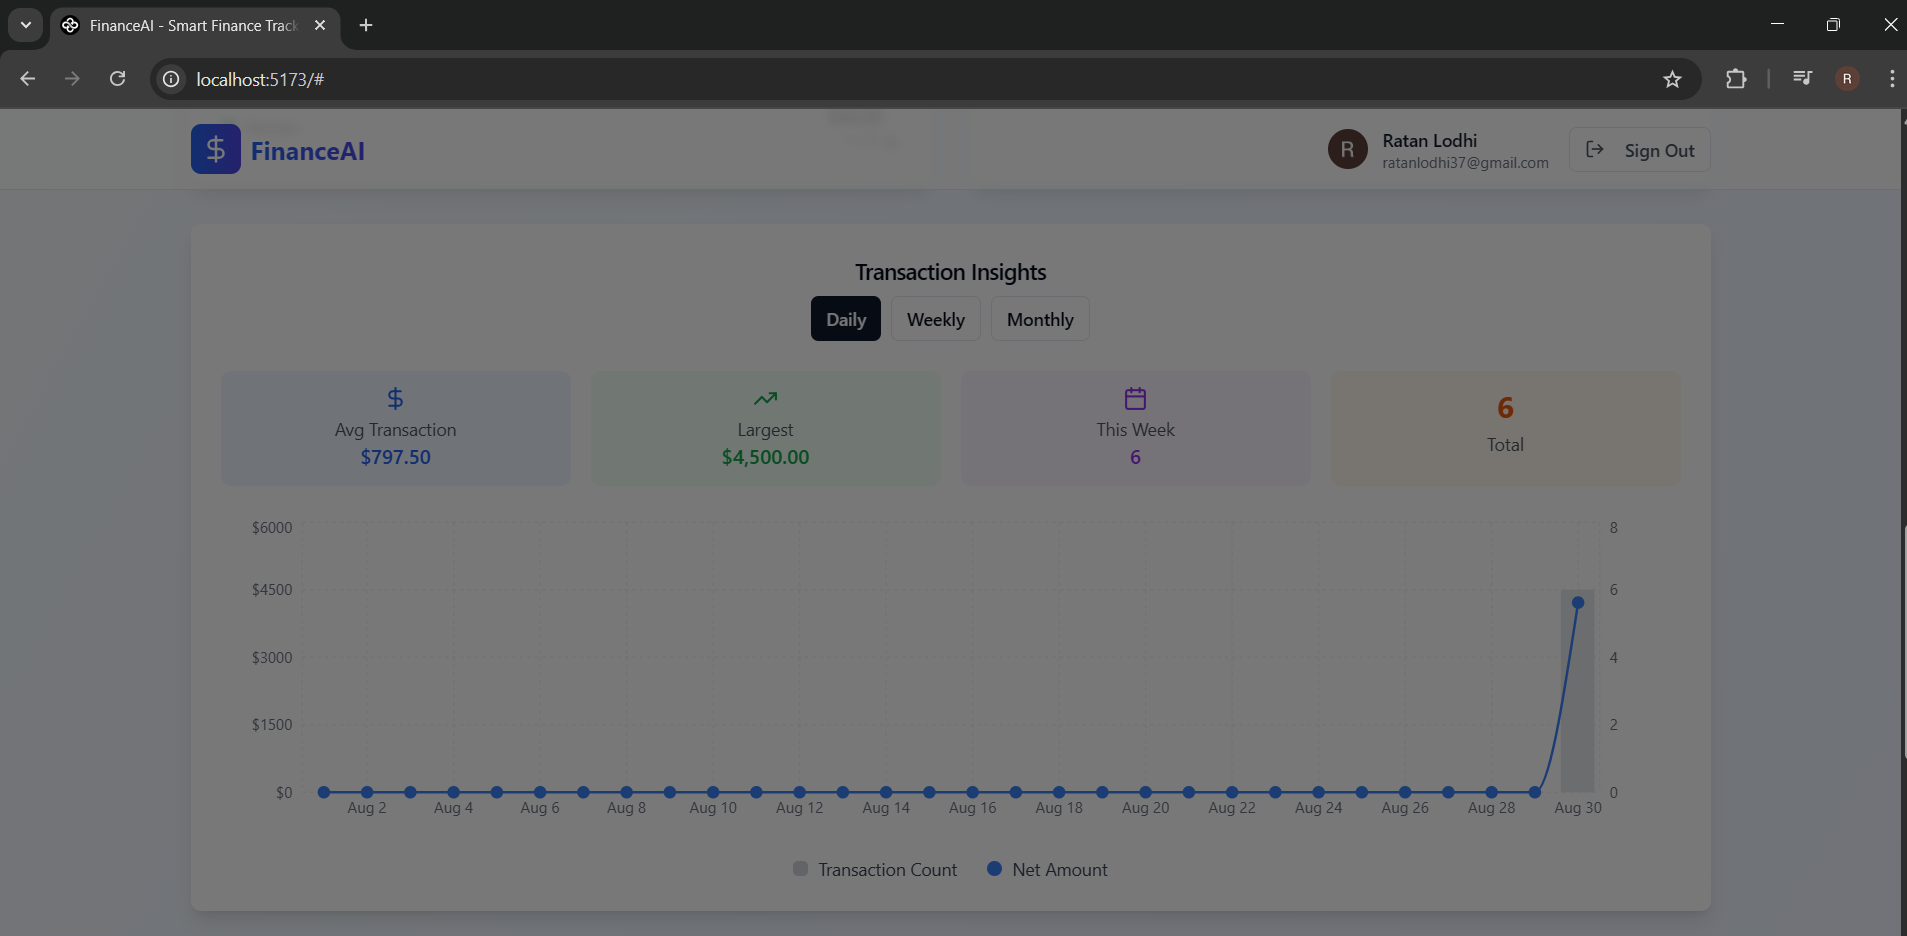 FinanceAI - Smart Finance Track
localhost:5173/#
R
$ FinanceAI
R
Ratan Lodhi
ratanlodhi37@gmail.com
Sign Out
Transaction Insights
Daily
Weekly
Monthly
$
Avg Transaction
$797.50
Largest
$4,500.00
This Week
6
6
Total
$6000
$4500
$3000
$1500
$0
8
6
4
2
0
Aug 2 Aug 4 Aug 6 Aug 8 Aug 10 Aug 12 Aug 14 Aug 16 Aug 18 Aug 20 Aug 22 Aug 24 Aug 26 Aug 28 Aug 30
Transaction Count Net Amount